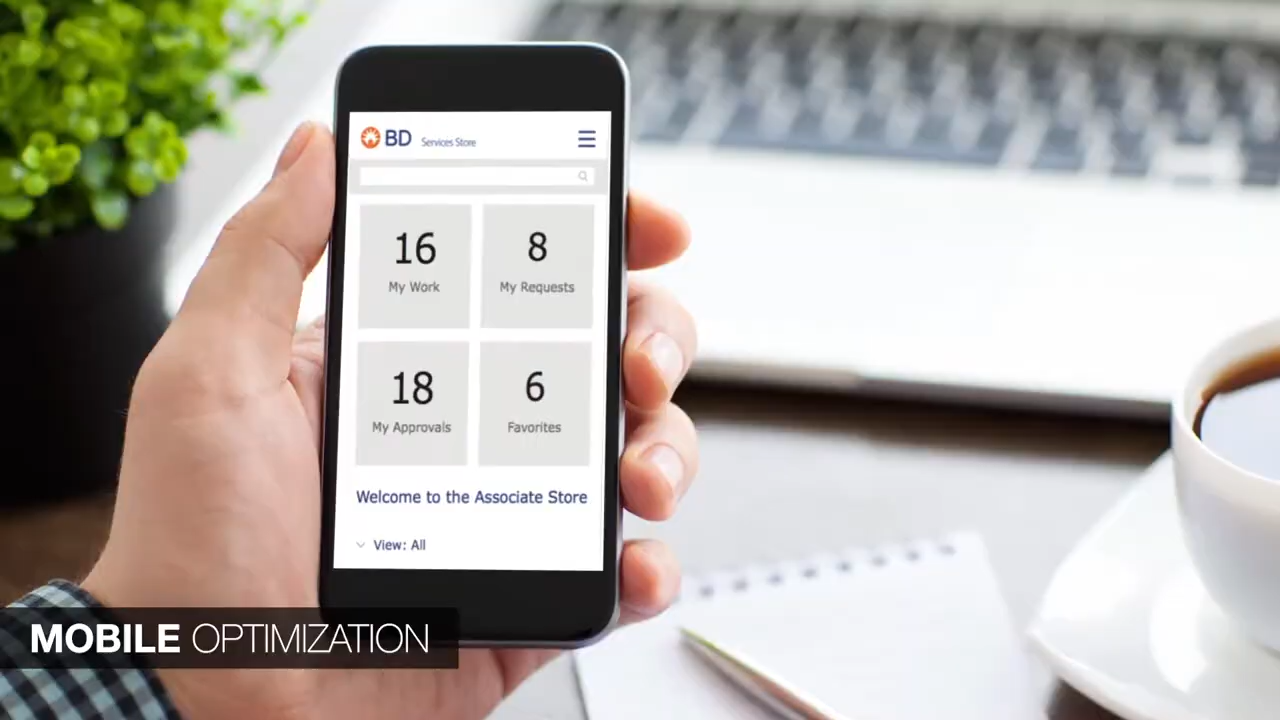 BD Services Store
16
My Work
8
My Requests
18
My Approvals
6
Favorites
Welcome to the Associate Store
View: All
MOBILE OPTIMIZATION